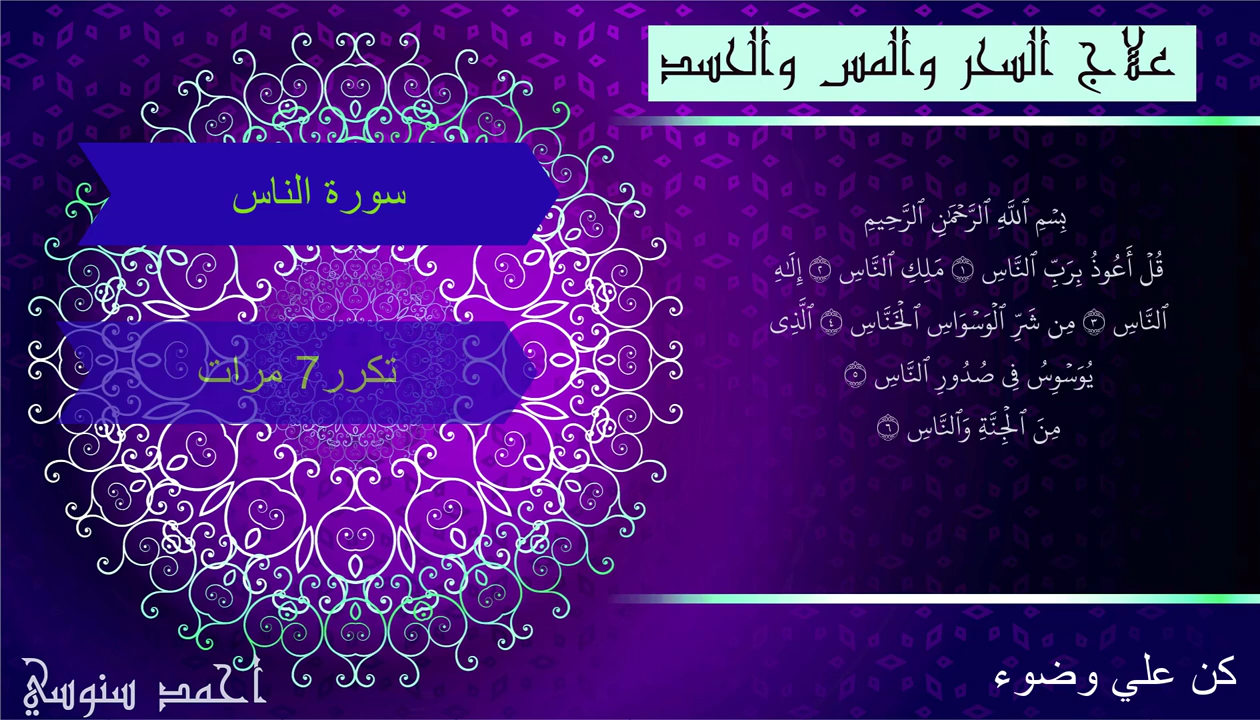 علاج السحر والمس والحسد
سورة الناس
تكرر7 مرات
بِسْمِ ٱللَّهِ ٱلرَّحْمَٰنِ ٱلرَّحِيمِ
قُلْ أَعُوذُ بِرَبِّ ٱلنَّاسِ ١ مَلِكِ ٱلنَّاسِ ٢ إِلَٰهِ
ٱلنَّاسِ ٣ مِن شَرِّ ٱلْوَسْوَاسِ ٱلْخَنَّاسِ ٤ ٱلَّذِى
يُوَسْوِسُ فِى صُدُورِ ٱلنَّاسِ ٥
مِنَ ٱلْجِنَّةِ وَٱلنَّاسِ ٦
كن علي وضوء
أحمد سنوسي